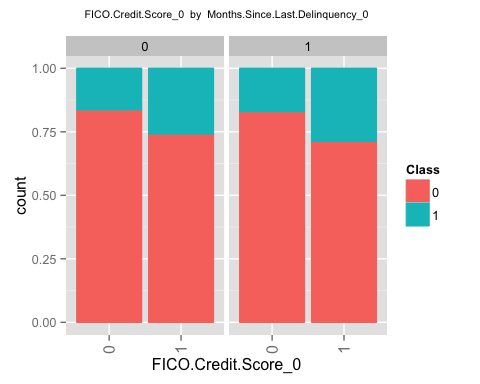 FICO.Credit.Score_0 by Months.Since.Last.Delinquency_0
0 1
1.00
0.75
0.50
0.25
0.00
count
0 1 0 1
FICO.Credit.Score_0
Class
0
1